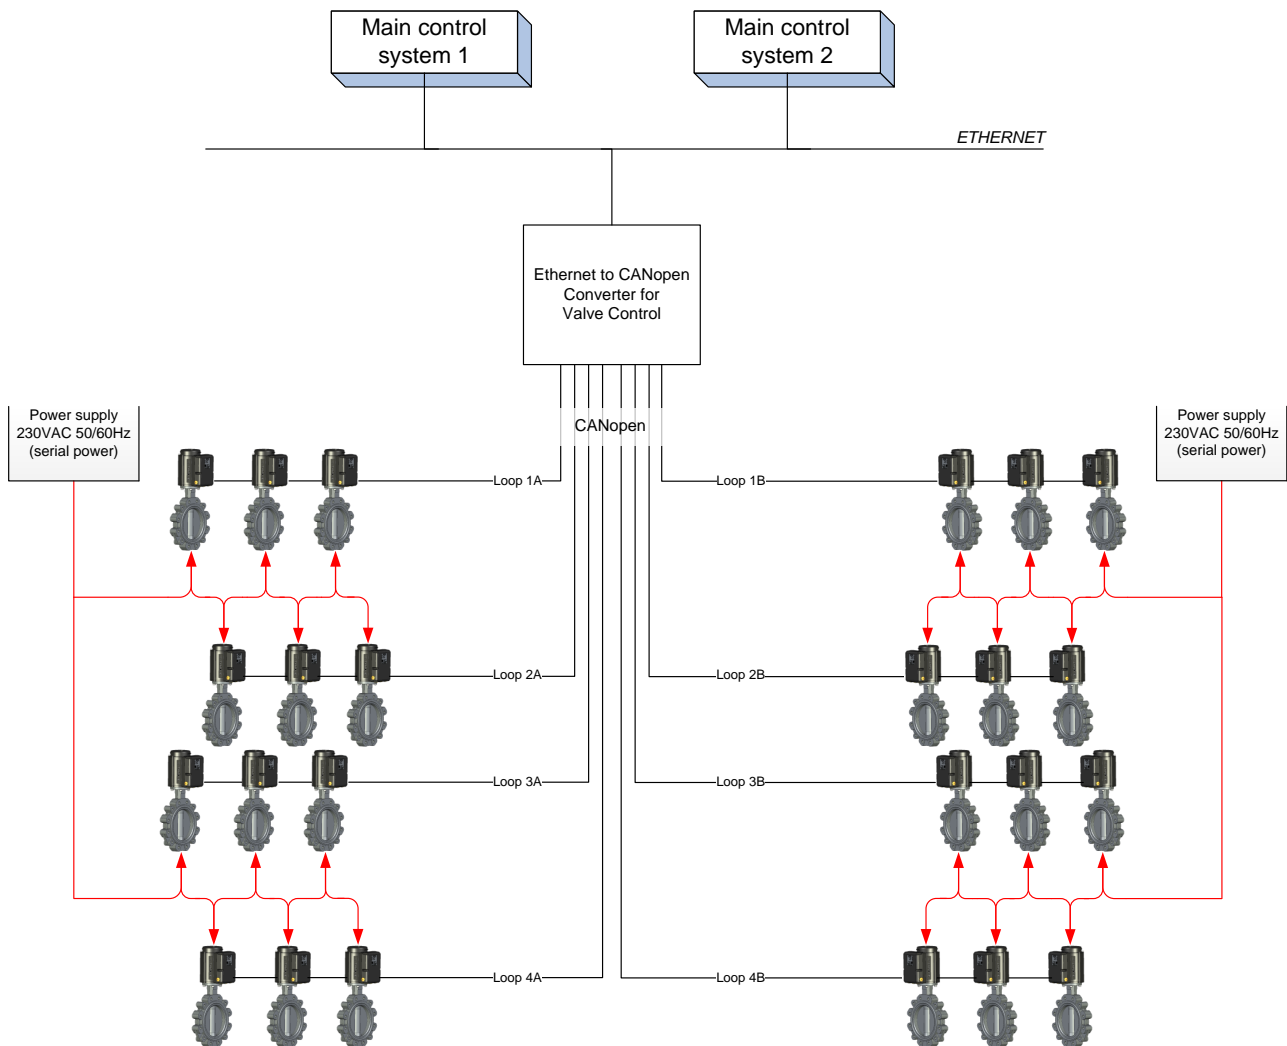 Main control
system 1
Main control
system 2
ETHERNET
Ethernet to CANopen
Converter for
Valve Control
CANopen
Power supply
230VAC 50/60Hz
(serial power)
Power supply
230VAC 50/60Hz
(serial power)
Loop 1A
Loop 1B
Loop 2A
Loop 2B
Loop 3A
Loop 3B
Loop 4A
Loop 4B